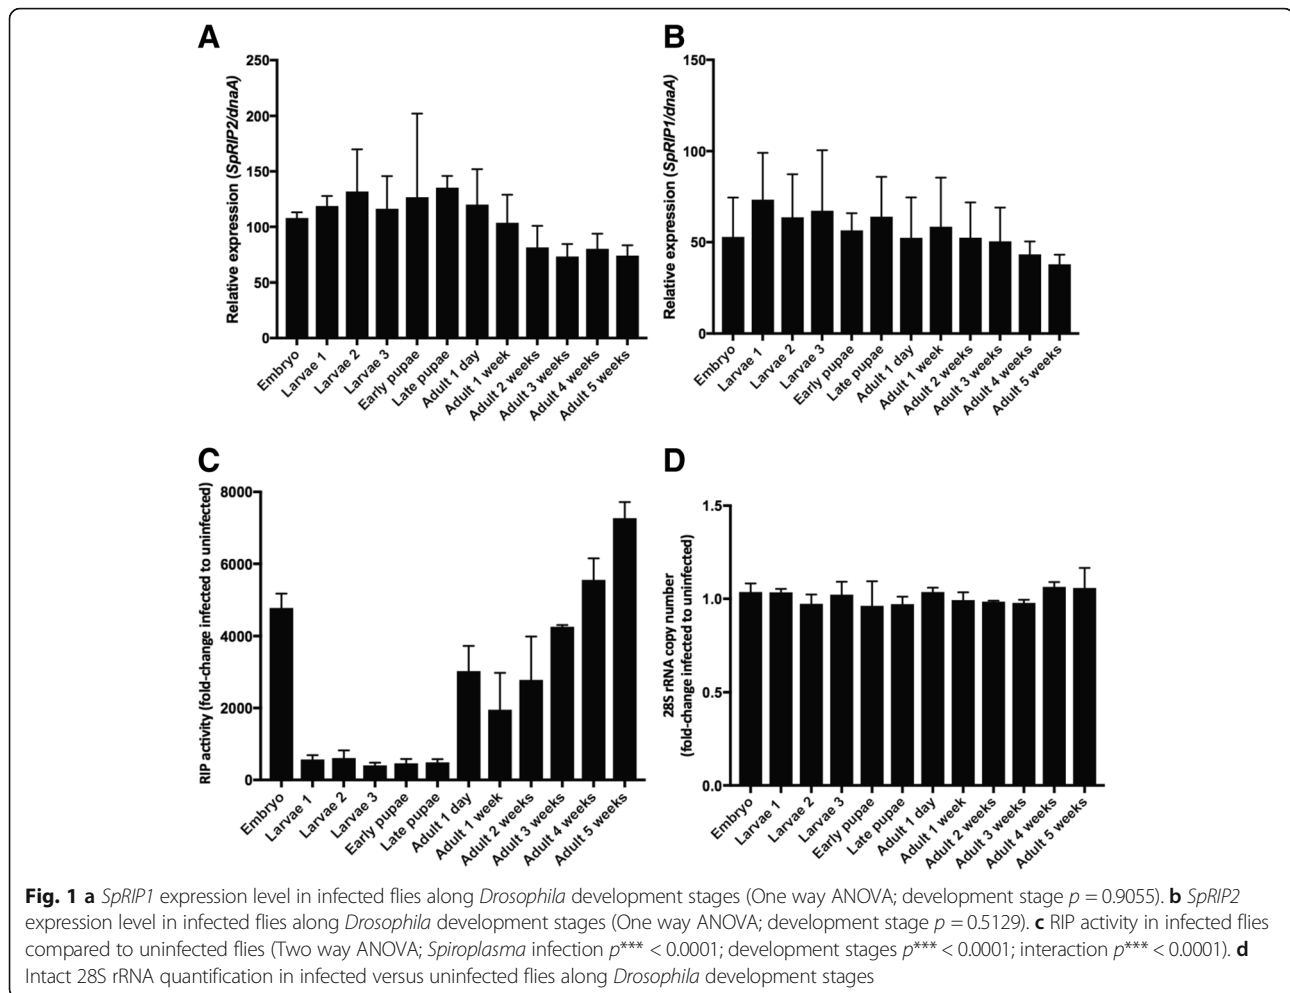 A
Relative expression (SpRIP2/dnaA)
250
200
150
100
50
0
Embryo
Larvae 1
Larvae 2
Larvae 3
Early pupae
Late pupae
Adult 1 day
Adult 1 week
Adult 2 weeks
Adult 3 weeks
Adult 4 weeks
Adult 5 weeks
B
Relative expression (SpRIP1/dnaA)
150
100
50
0
Embryo
Larvae 1
Larvae 2
Larvae 3
Early pupae
Late pupae
Adult 1 day
Adult 1 week
Adult 2 weeks
Adult 3 weeks
Adult 4 weeks
Adult 5 weeks
C
RIP activity (fold-change infected to uninfected)
8000
6000
4000
2000
0
Embryo
Larvae 1
Larvae 2
Larvae 3
Early pupae
Late pupae
Adult 1 day
Adult 1 week
Adult 2 weeks
Adult 3 weeks
Adult 4 weeks
Adult 5 weeks
D
28S rRNA copy number
(fold-change infected to uninfected)
1.5
1.0
0.5
0.0
Embryo
Larvae 1
Larvae 2
Larvae 3
Early pupae
Late pupae
Adult 1 day
Adult 1 week
Adult 2 weeks
Adult 3 weeks
Adult 4 weeks
Adult 5 weeks
Fig. 1 a SpRIP1 expression level in infected flies along Drosophila development stages (One way ANOVA; development stage p = 0.9055). b SpRIP2
expression level in infected flies along Drosophila development stages (One way ANOVA; development stage p = 0.5129). c RIP activity in infected flies
compared to uninfected flies (Two way ANOVA; Spiroplasma infection p*** < 0.0001; development stages p*** < 0.0001; interaction p*** < 0.0001). d
Intact 28S rRNA quantification in infected versus uninfected flies along Drosophila development stages